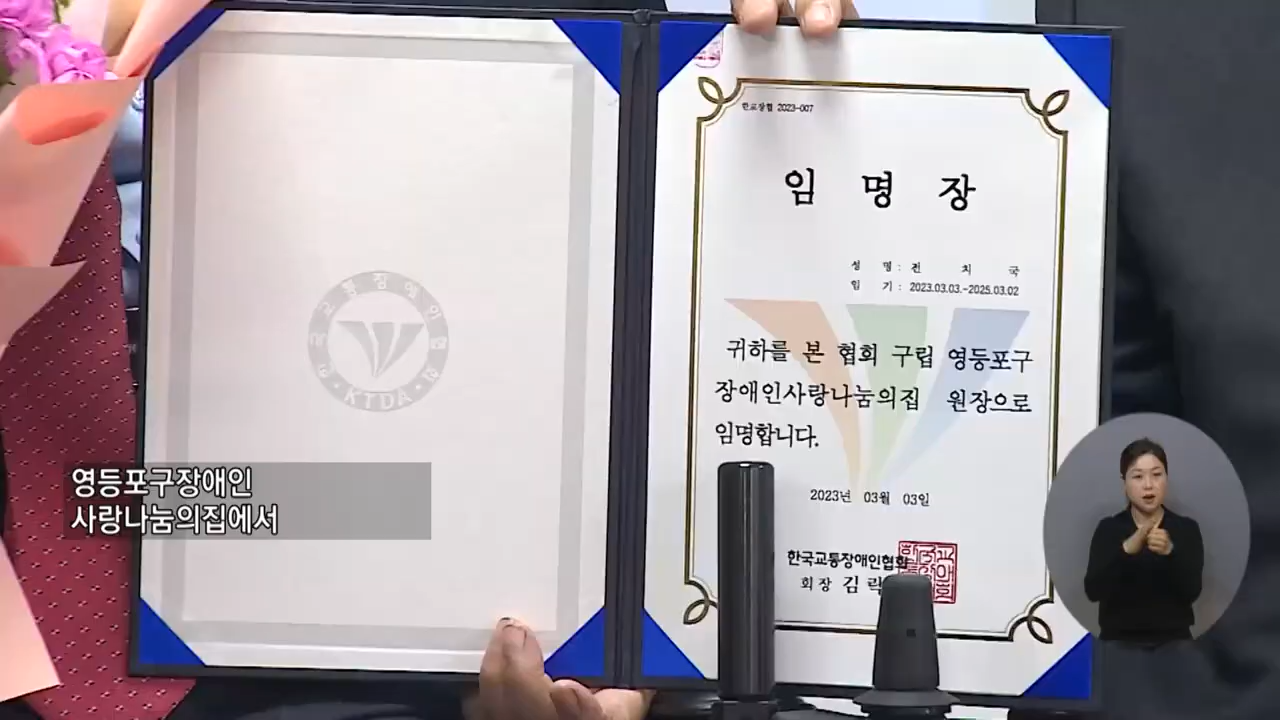 한교장협 2023-007
임 명 장
성 명 : 전 치 국
임 기 : 2023.03.03.-2025.03.02
귀하를 본 협회 구립 영등포구
장애인사랑나눔의집 원장으로
임명합니다.
2023년 03월 03일
한국교통장애인협회
회장 김 락
KTDA
영등포구장애인
사랑나눔의집에서